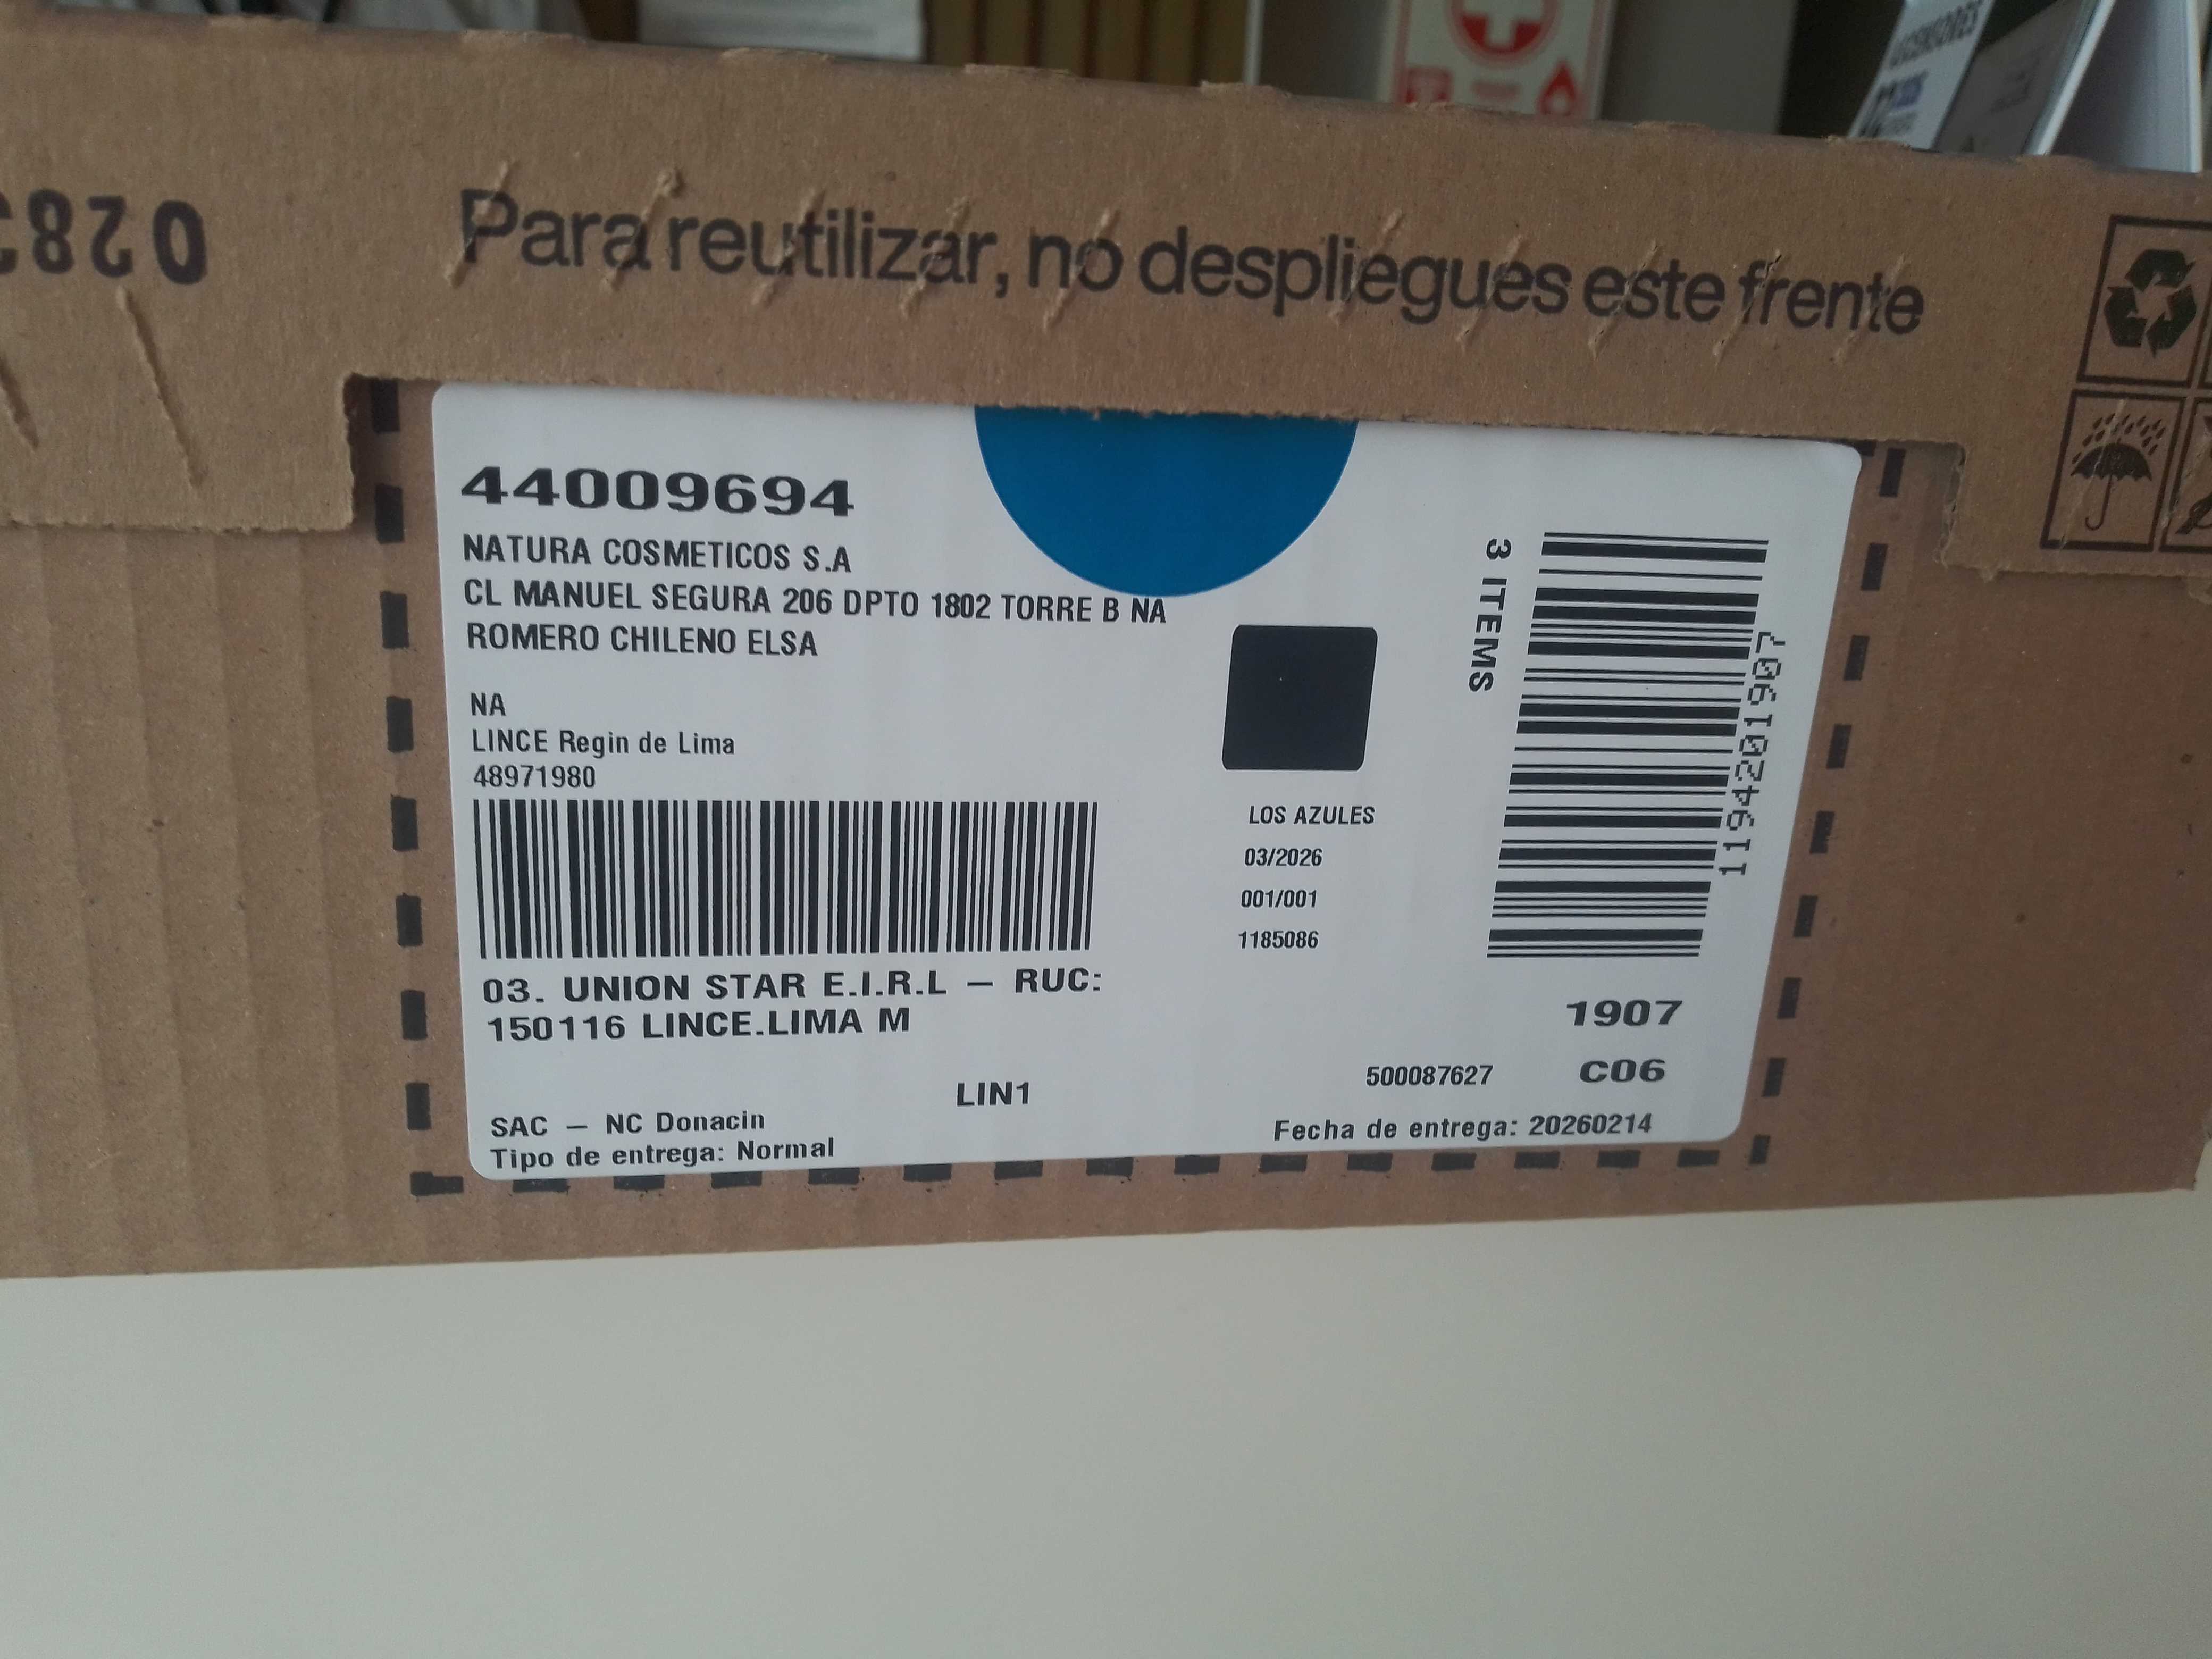 0283
Para reutilizar, no despliegues este frente
44009694
NATURA COSMETICOS S.A
CL MANUEL SEGURA 206 DPTO 1802 TORRE B NA
ROMERO CHILENO ELSA
NA
LINCE Regin de Lima
48971980
3 ITEMS
119420190607
LOS AZULES
03/2026
001/001
1185086
03. UNION STAR E.I.R.L – RUC:
150116 LINCE.LIMA M
1907
LIN1
500087627 C06
SAC – NC Donacin
Tipo de entrega: Normal
Fecha de entrega: 20260214